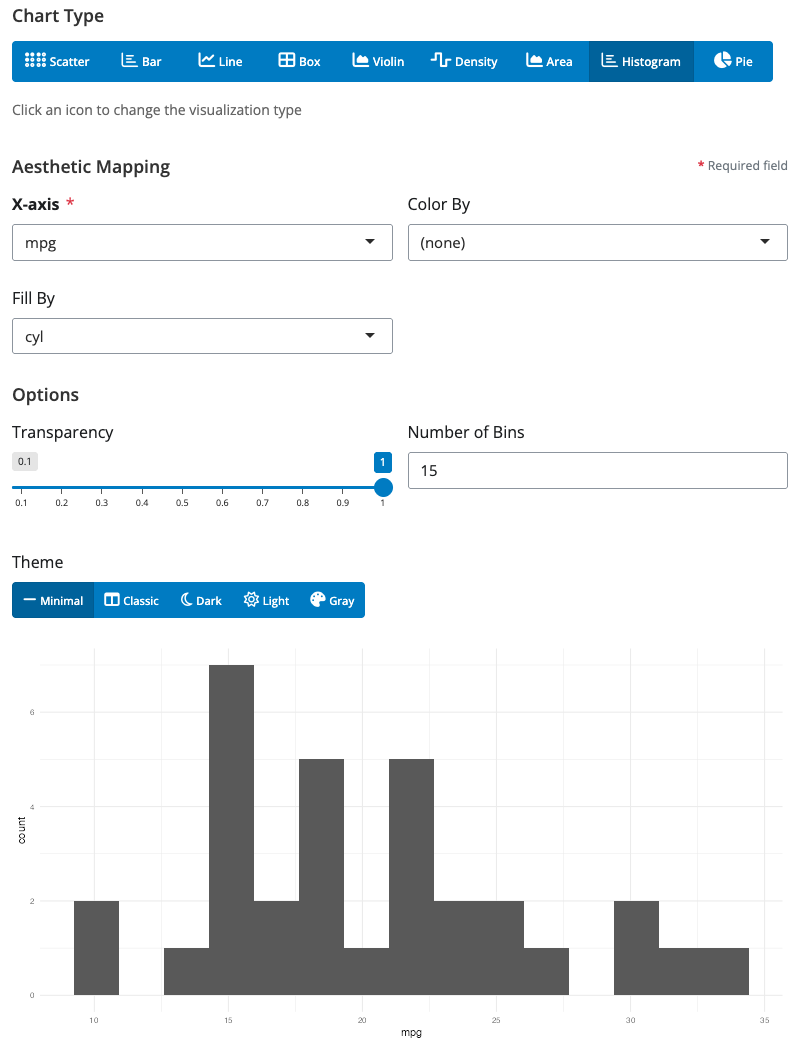 Chart Type
Scatter Bar Line Box Violin Density Area Histogram Pie
Click an icon to change the visualization type
Aesthetic Mapping * Required field
X-axis * Color By
mpg (none)
Fill By
cyl
Options
Transparency Number of Bins
0.1 1
15
0.1 0.2 0.3 0.4 0.5 0.6 0.7 0.8 0.9 1
Theme
Minimal Classic Dark Light Gray
6
4
count
2
0
10 15 20 25 30 35
mpg